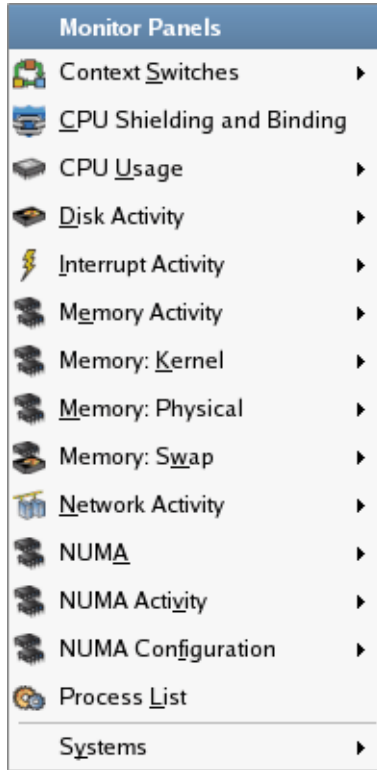 Monitor Panels
Context Switches
CPU Shielding and Binding
CPU Usage
Disk Activity
Interrupt Activity
Memory Activity
Memory: Kernel
Memory: Physical
Memory: Swap
Network Activity
NUMA
NUMA Activity
NUMA Configuration
Process List
Systems